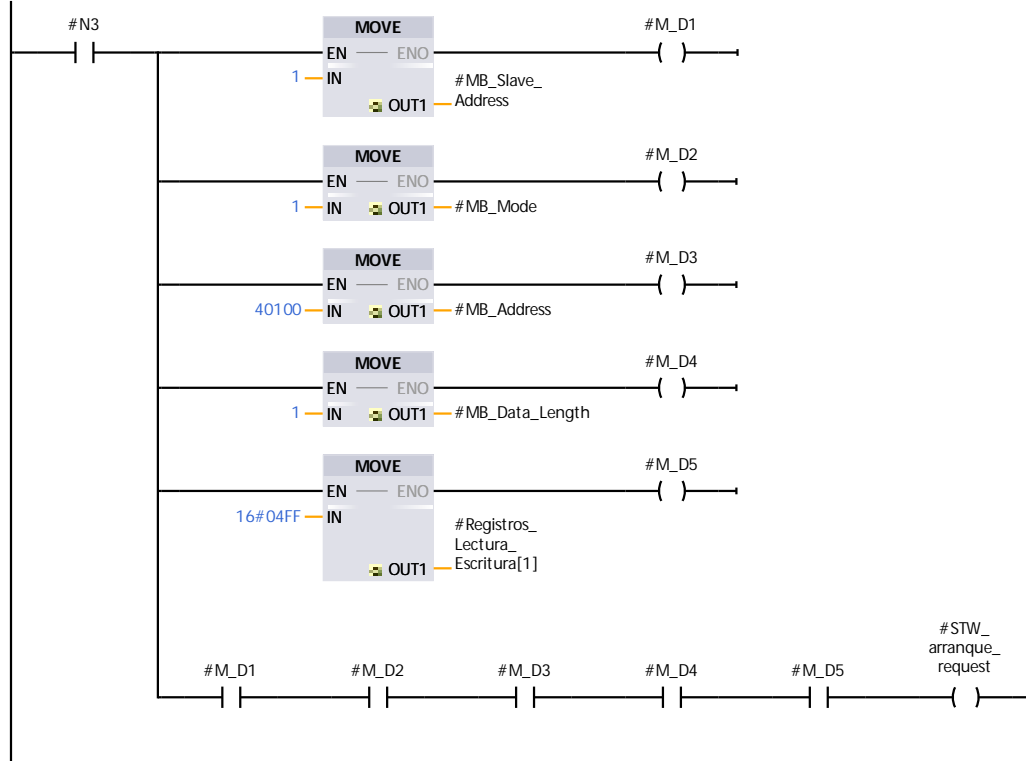 #N3
MOVE
#M_D1
EN
ENO
1
IN
#MB_Slave_
Address
OUT1
MOVE
#M_D2
EN
ENO
1
IN
OUT1
#MB_Mode
MOVE
#M_D3
EN
ENO
40100
IN
OUT1
#MB_Address
MOVE
#M_D4
EN
ENO
1
IN
OUT1
#MB_Data_Length
MOVE
#M_D5
EN
ENO
16#04FF
IN
#Registros_
Lectura_
Escritura[1]
OUT1
#STW_
arranque_
request
#M_D1
#M_D2
#M_D3
#M_D4
#M_D5